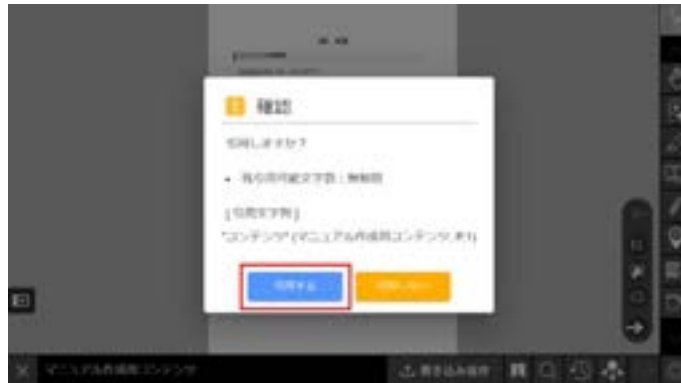 確認
引用しますか？
• 残り引用可能文字数：無制限
[引用文字例]
"コンテンツ" (マニュアル作成用コンテンツ, P.1)
引用する 引用しない
マニュアル作成用コンテンツ
書き込み保存